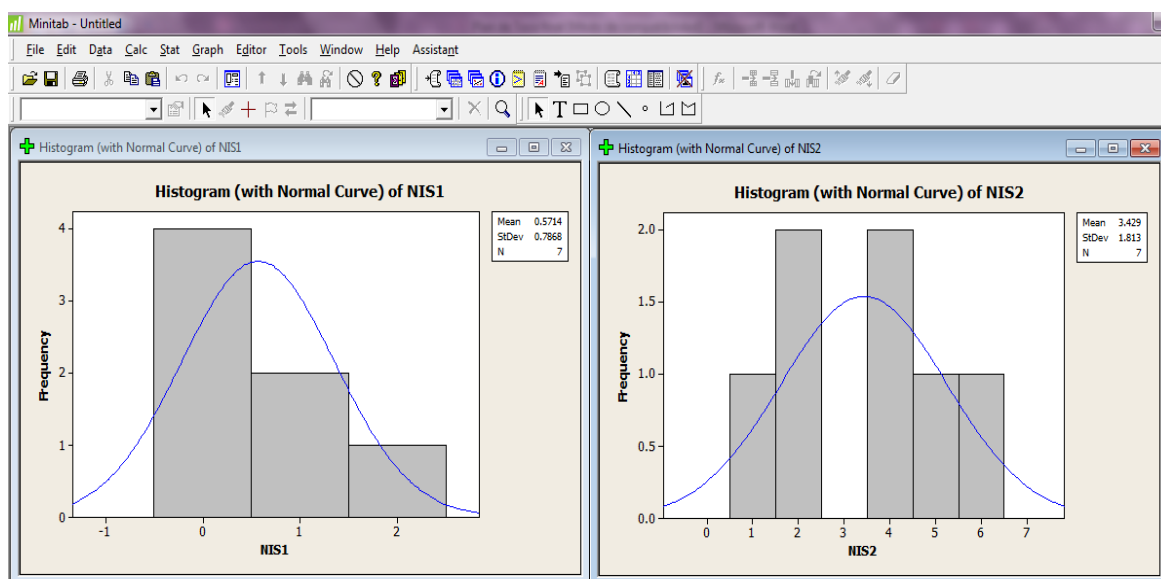 Minitab - Untitled
File Edit Data Calc Stat Graph Editor Tools Window Help Assistant
Histogram (with Normal Curve) of NIS1
Histogram (with Normal Curve) of NIS1
Mean 0.5714
StDev 0.7868
N 7
Frequency
4
3
2
1
0
-1 0 1 2
NIS1
Histogram (with Normal Curve) of NIS2
Histogram (with Normal Curve) of NIS2
Mean 3.429
StDev 1.813
N 7
Frequency
2.0
1.5
1.0
0.5
0.0
0 1 2 3 4 5 6 7
NIS2